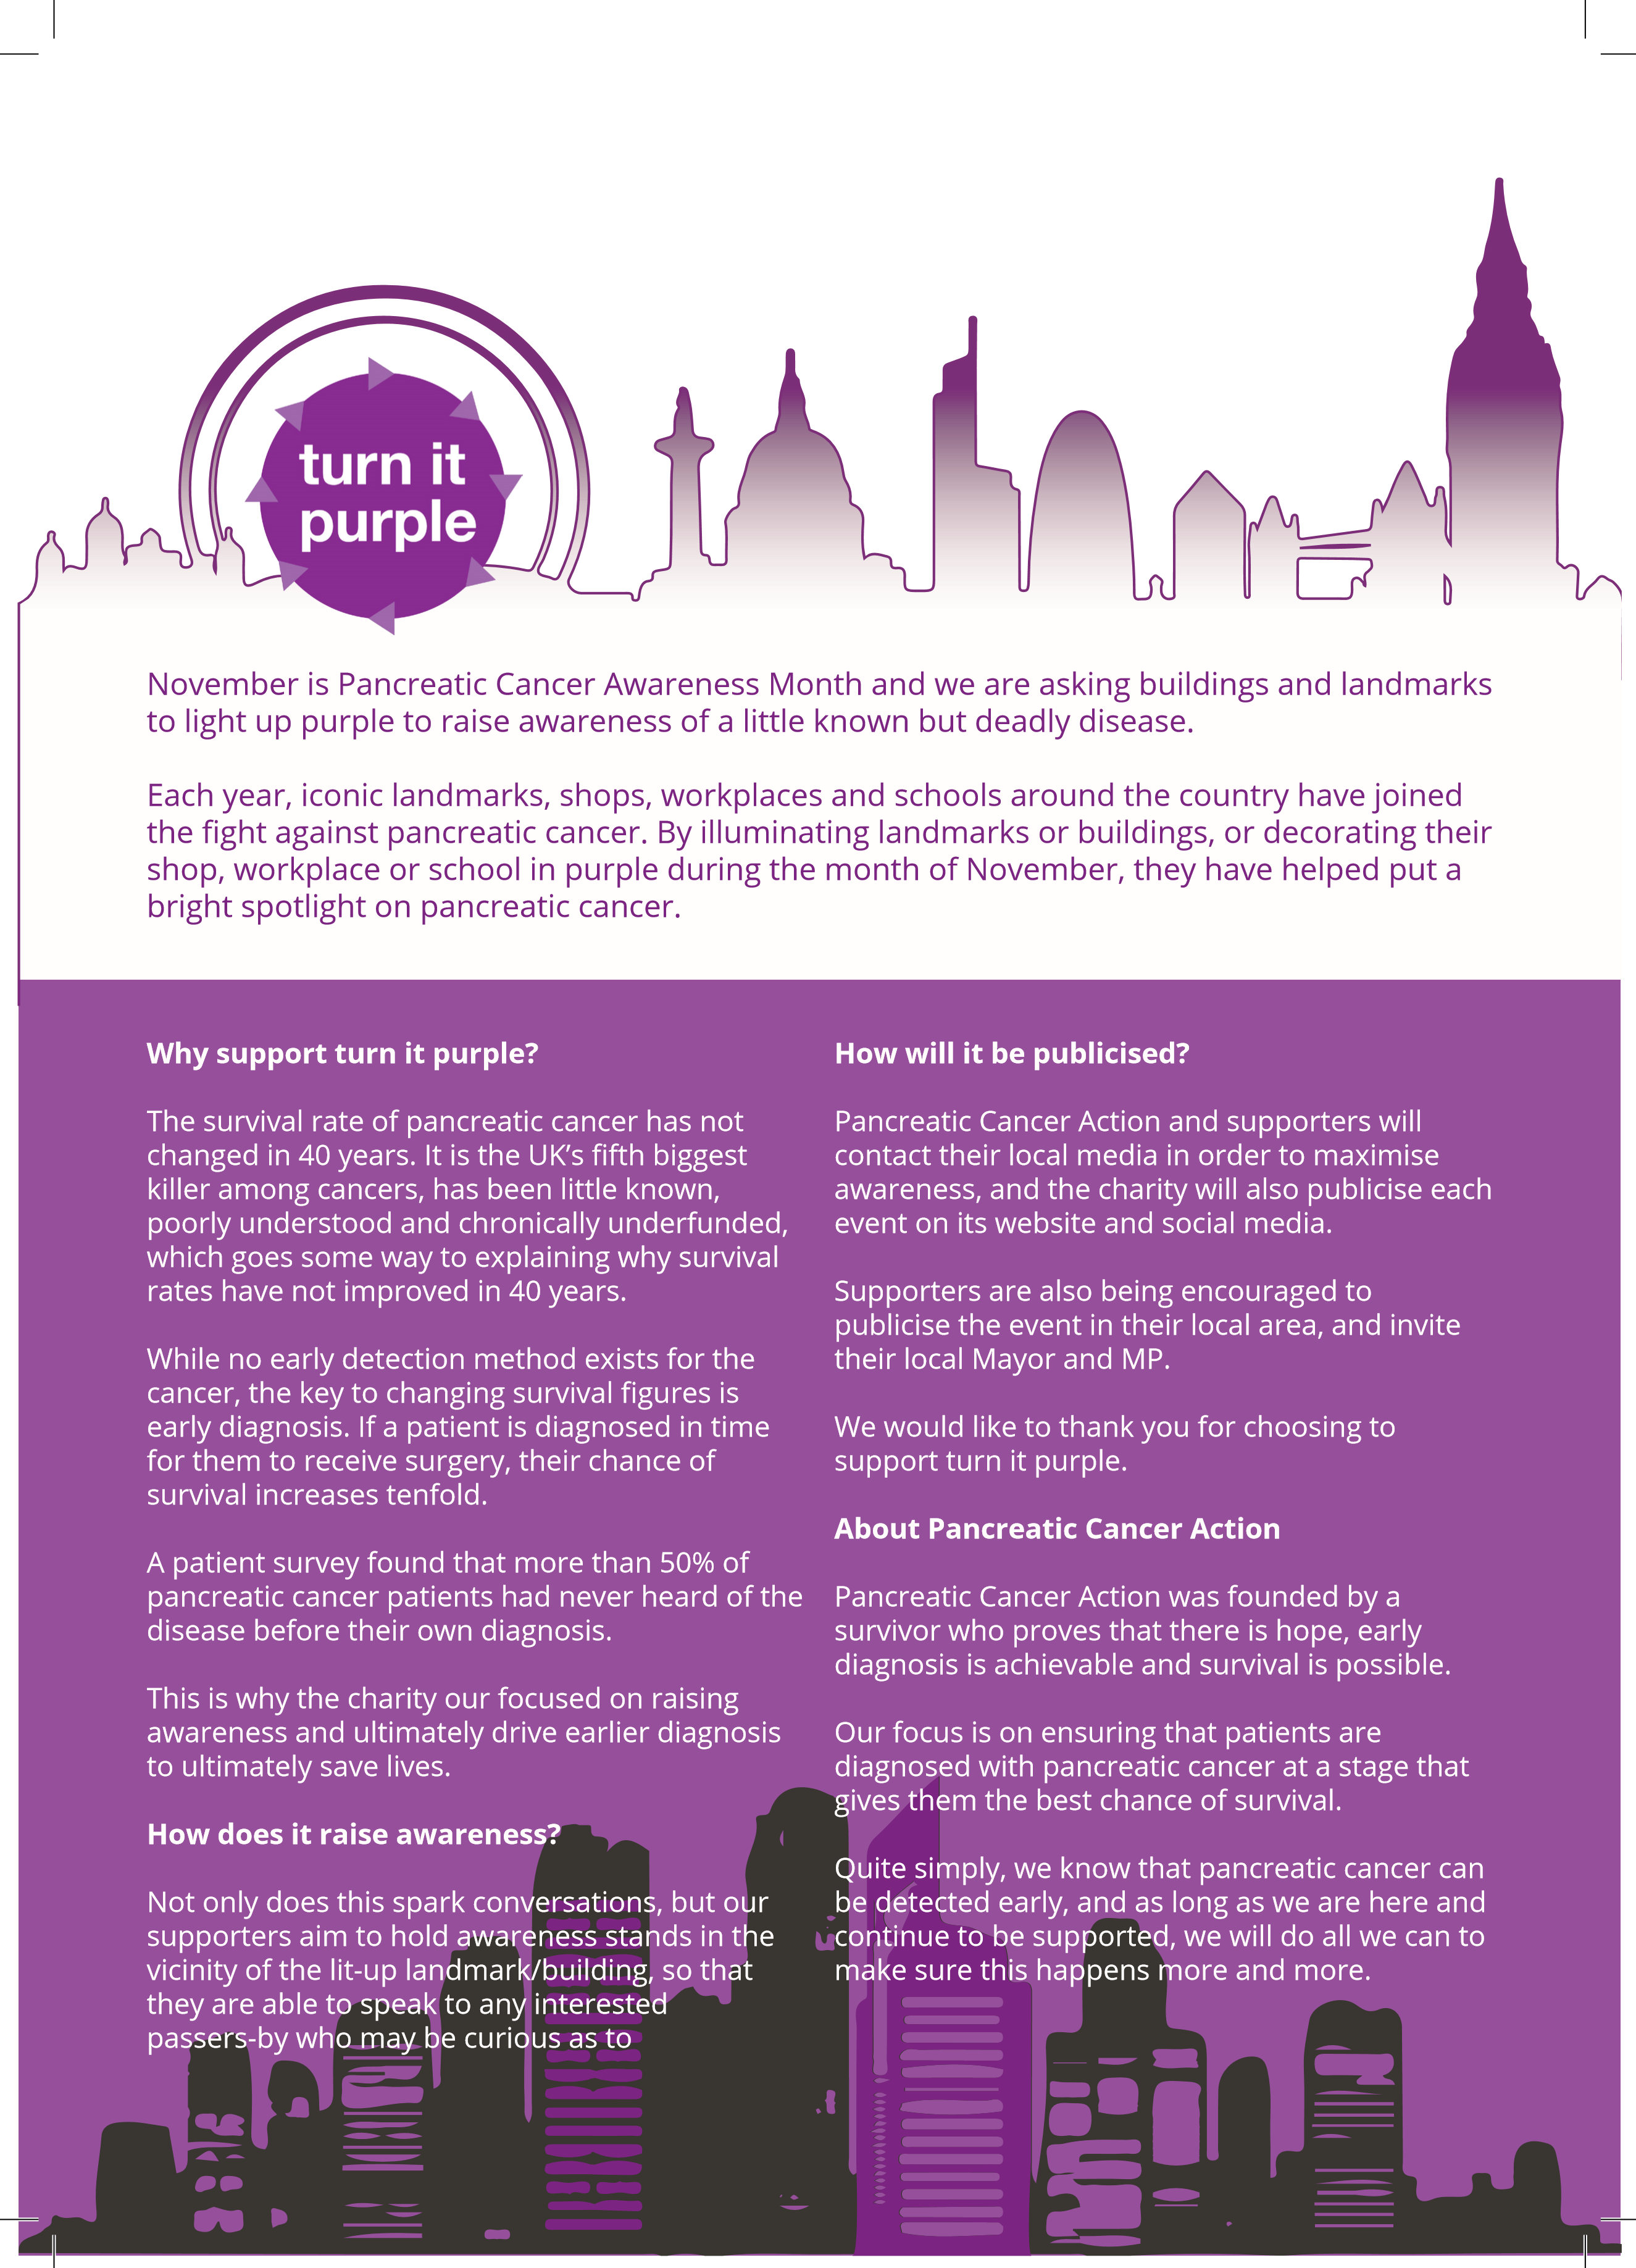 turn it
purple
November is Pancreatic Cancer Awareness Month and we are asking buildings and landmarks
to light up purple to raise awareness of a little known but deadly disease.
Each year, iconic landmarks, shops, workplaces and schools around the country have joined
the fight against pancreatic cancer. By illuminating landmarks or buildings, or decorating their
shop, workplace or school in purple during the month of November, they have helped put a
bright spotlight on pancreatic cancer.
Why support turn it purple?
The survival rate of pancreatic cancer has not
changed in 40 years. It is the UK’s fifth biggest
killer among cancers, has been little known,
poorly understood and chronically underfunded,
which goes some way to explaining why survival
rates have not improved in 40 years.
While no early detection method exists for the
cancer, the key to changing survival figures is
early diagnosis. If a patient is diagnosed in time
for them to receive surgery, their chance of
survival increases tenfold.
A patient survey found that more than 50% of
pancreatic cancer patients had never heard of the
disease before their own diagnosis.
This is why the charity our focused on raising
awareness and ultimately drive earlier diagnosis
to ultimately save lives.
How does it raise awareness?
Not only does this spark conversations, but our
supporters aim to hold awareness stands in the
vicinity of the lit-up landmark/building, so that
they are able to speak to any interested
passers-by who may be curious as to
How will it be publicised?
Pancreatic Cancer Action and supporters will
contact their local media in order to maximise
awareness, and the charity will also publicise each
event on its website and social media.
Supporters are also being encouraged to
publicise the event in their local area, and invite
their local Mayor and MP.
We would like to thank you for choosing to
support turn it purple.
About Pancreatic Cancer Action
Pancreatic Cancer Action was founded by a
survivor who proves that there is hope, early
diagnosis is achievable and survival is possible.
Our focus is on ensuring that patients are
diagnosed with pancreatic cancer at a stage that
gives them the best chance of survival.
Quite simply, we know that pancreatic cancer can
be detected early, and as long as we are here and
continue to be supported, we will do all we can to
make sure this happens more and more.